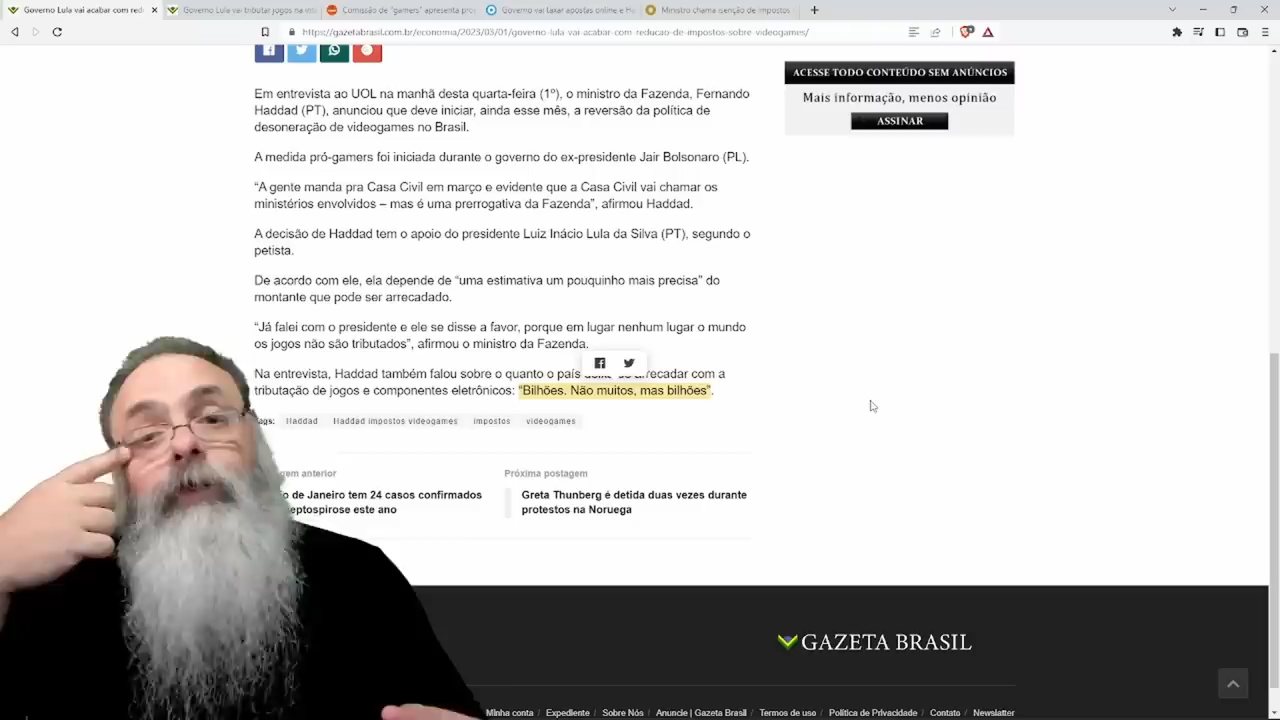 Governo Lula vai acabar com red
Governo Lula vai tributar jogos na int
Comissão de "gamers" apresenta pro
Governo vai taxar apostas online e H
Ministro chama isenção de impostos
https://gazetabrasil.com.br/economia/2023/03/01/governo-lula-vai-acabar-com-reducao-de-impostos-sobre-videogames/
ACESSE TODO CONTEÚDO SEM ANÚNCIOS
Mais informação, menos opinião
ASSINAR
Em entrevista ao UOL na manhã desta quarta-feira (1º), o ministro da Fazenda, Fernando
Haddad (PT), anunciou que deve iniciar, ainda esse mês, a reversão da política de
desoneração de videogames no Brasil.
A medida pró-gamers foi iniciada durante o governo do ex-presidente Jair Bolsonaro (PL).
“A gente manda pra Casa Civil em março e evidente que a Casa Civil vai chamar os
ministérios envolvidos – mas é uma prerrogativa da Fazenda”, afirmou Haddad.
A decisão de Haddad tem o apoio do presidente Luiz Inácio Lula da Silva (PT), segundo o
petista.
De acordo com ele, ela depende de “uma estimativa um pouquinho mais precisa” do
montante que pode ser arrecadado.
“Já falei com o presidente e ele se disse a favor, porque em lugar nenhum lugar o mundo
os jogos não são tributados”, afirmou o ministro da Fazenda.
Na entrevista, Haddad também falou sobre o quanto o país arrecadar com a
tributação de jogos e componentes eletrônicos: “Bilhões. Não muitos, mas bilhões”.
ags: Haddad Haddad impostos videogames impostos videogames
gem anterior
io de Janeiro tem 24 casos confirmados
eptospirose este ano
Próxima postagem
Greta Thunberg é detida duas vezes durante
protestos na Noruega
GAZETA BRASIL
Minha conta / Expediente / Sobre Nós / Anuncie | Gazeta Brasil / Termos de uso / Política de Privacidade / Contato / Newsletter